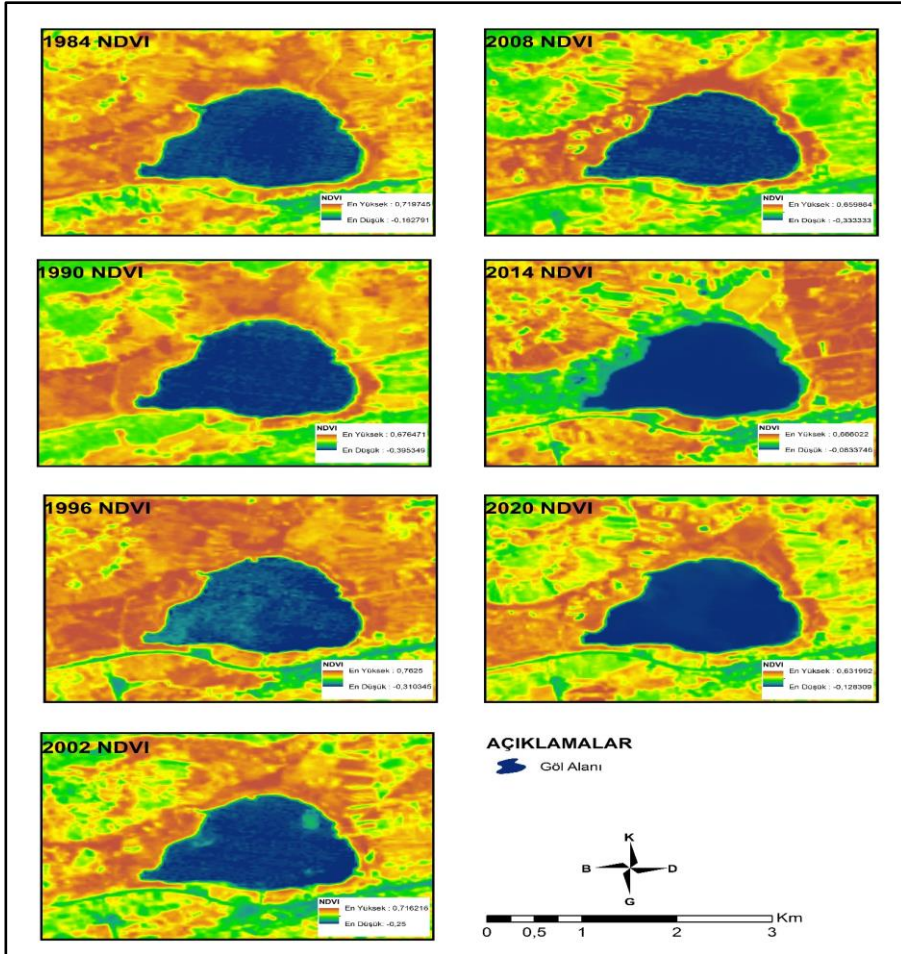 1984 NDVI
NDVI
En Yüksek : 0,719745
En Düşük : -0,162791
2008 NDVI
NDVI
En Yüksek : 0,659864
En Düşük : -0,333333
1990 NDVI
NDVI
En Yüksek : 0,676471
En Düşük : -0,395349
2014 NDVI
NDVI
En Yüksek : 0,666022
En Düşük : -0,0833746
1996 NDVI
NDVI
En Yüksek : 0,7625
En Düşük : -0,310345
2020 NDVI
NDVI
En Yüksek : 0,631992
En Düşük : -0,128309
2002 NDVI
NDVI
En Yüksek : 0,716216
En Düşük: -0,25
AÇIKLAMALAR
Göl Alanı
K
B D
G
Km
0 0,5 1 2 3